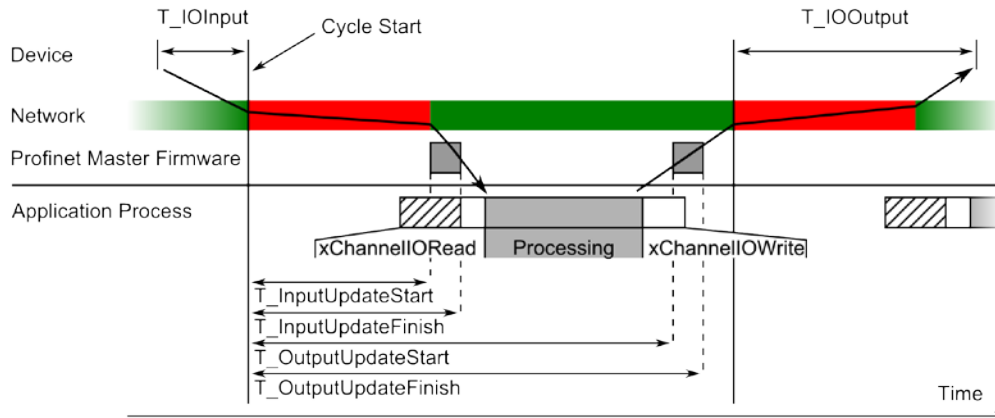 T_IOInput
T_IOOutput
Cycle Start
Device
Network
Profinet Master Firmware
Application Process
xChannelIORead
Processing
xChannelIOWrite
T_InputUpdateStart
T_InputUpdateFinish
T_OutputUpdateStart
T_OutputUpdateFinish
Time